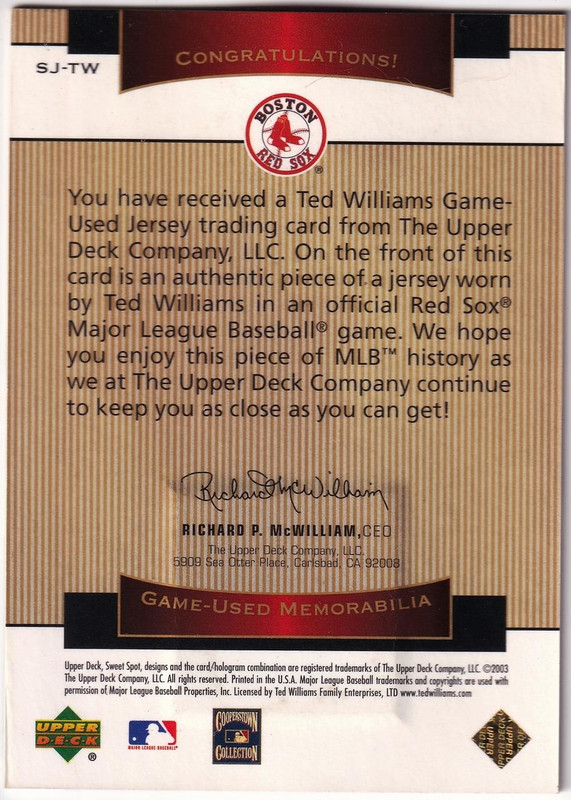 CONGRATULATIONS!
SJ-TW
BOSTON
RED SOX
®
You have received a Ted Williams Game-
Used Jersey trading card from The Upper
Deck Company, LLC. On the front of this
card is an authentic piece of a jersey worn
by Ted Williams in an official Red Sox®
Major League Baseball® game. We hope
you enjoy this piece of MLB™ history as
we at The Upper Deck Company continue
to keep you as close as you can get!
Richard McWilliam
RICHARD P. McWILLIAM, CEO
The Upper Deck Company, LLC.
5909 Sea Otter Place, Carlsbad, CA 92008
GAME-USED MEMORABILIA
Upper Deck, Sweet Spot, designs and the card/hologram combination are registered trademarks of The Upper Deck Company, LLC. ©2003
The Upper Deck Company, LLC. All rights reserved. Printed in the U.S.A. Major League Baseball trademarks and copyrights are used with
permission of Major League Baseball Properties, Inc. Licensed by Ted Williams Family Enterprises, LTD www.tedwilliams.com
UPPER
DECK
®
MAJOR LEAGUE BASEBALL
COOPERSTOWN
COLLECTION
UPPER DECK
UPPER